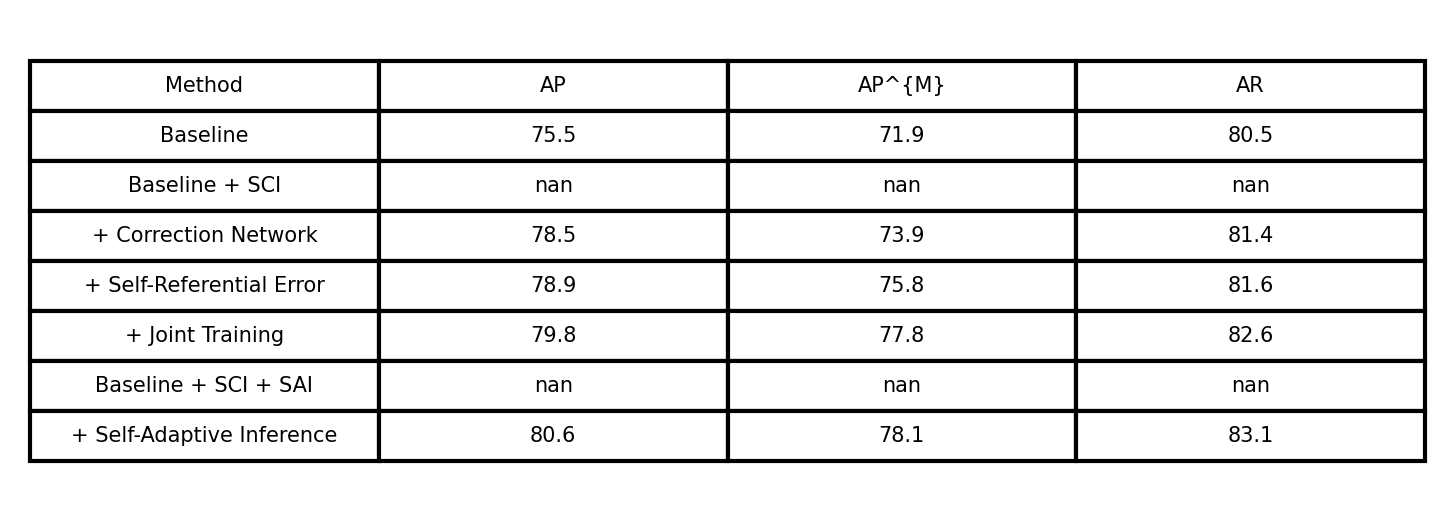 Method AP AP^{M} AR
Baseline 75.5 71.9 80.5
Baseline + SCI nan nan nan
+ Correction Network 78.5 73.9 81.4
+ Self-Referential Error 78.9 75.8 81.6
+ Joint Training 79.8 77.8 82.6
Baseline + SCI + SAI nan nan nan
+ Self-Adaptive Inference 80.6 78.1 83.1